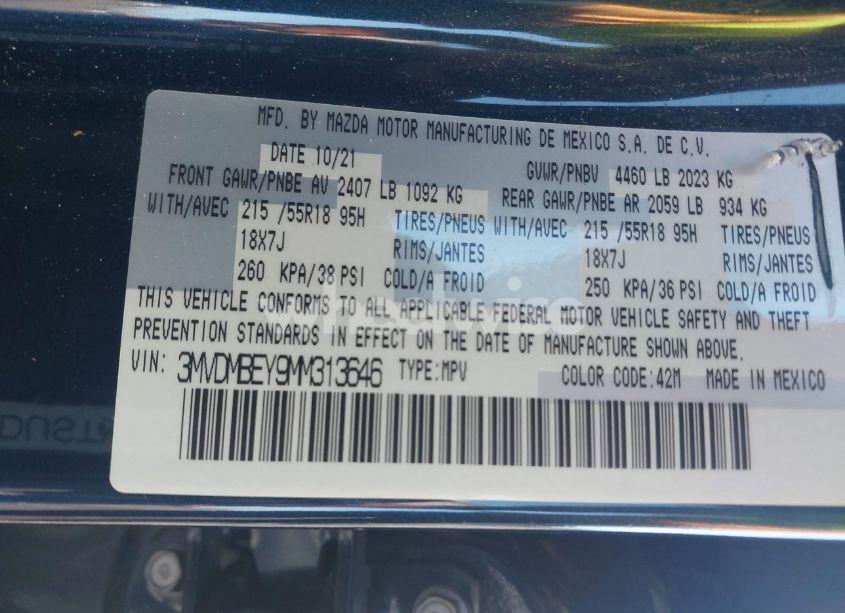 MFD. BY MAZDA MOTOR MANUFACTURING DE MEXICO S.A. DE C.V.
DATE 10/21 GVWR/PNBV 4460 LB 2023 KG
FRONT GAWR/PNBE AV 2407 LB 1092 KG REAR GAWR/PNBE AR 2059 LB 934 KG
WITH/AVEC 215 /55R18 95H TIRES/PNEUS WITH/AVEC 215 /55R18 95H TIRES/PNEUS
18X7J RIMS/JANTES 18X7J RIMS/JANTES
260 KPA/38 PSI COLD/A FROID 250 KPA/36 PSI COLD/A FROID
THIS VEHICLE CONFORMS TO ALL APPLICABLE FEDERAL MOTOR VEHICLE SAFETY AND THEFT
PREVENTION STANDARDS IN EFFECT ON THE DATE OF MANUFACTURE SHOWN ABOVE.
VIN: 3MVDMBEY9MM313646 TYPE:MPV COLOR CODE:42M MADE IN MEXICO